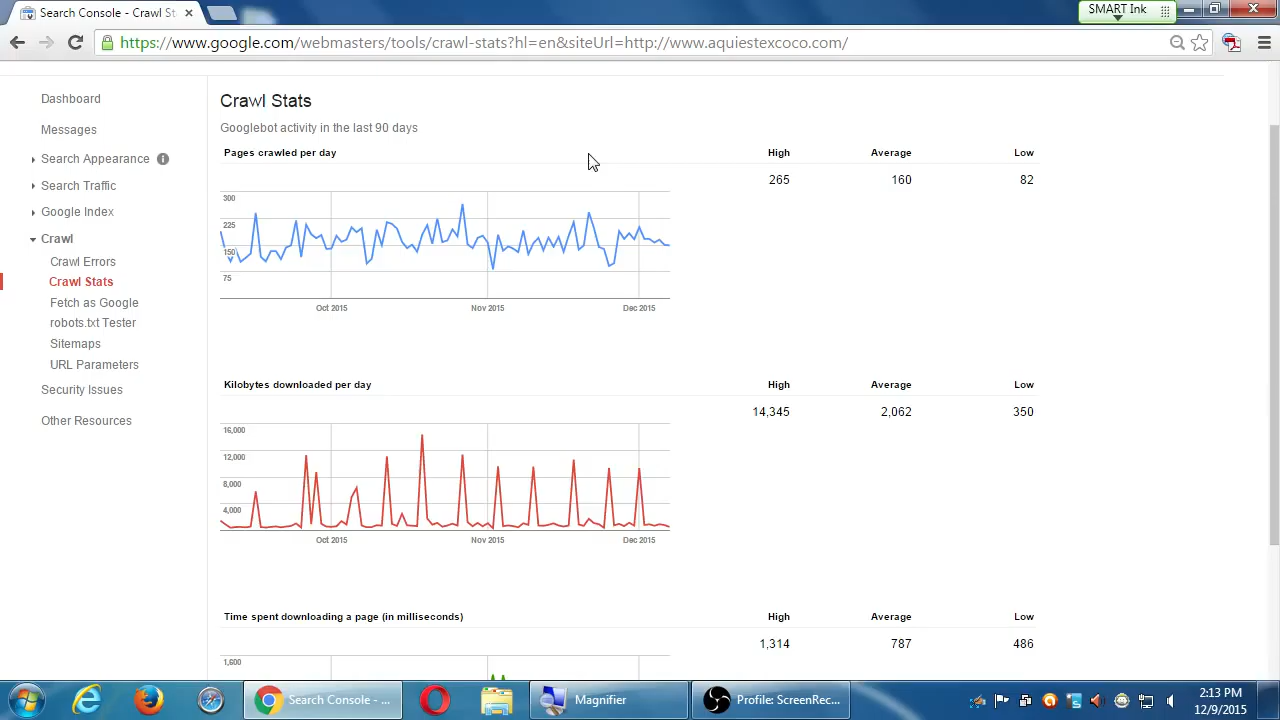 Search Console - Crawl St
SMART Ink
https://www.google.com/webmasters/tools/crawl-stats?hl=en&siteUrl=http://www.aquiestexcoco.com/
Dashboard
Messages
Search Appearance
Search Traffic
Google Index
Crawl
Crawl Errors
Crawl Stats
Fetch as Google
robots.txt Tester
Sitemaps
URL Parameters
Security Issues
Other Resources
Crawl Stats
Googlebot activity in the last 90 days
Pages crawled per day High Average Low
265 160 82
300
225
150
75
Oct 2015 Nov 2015 Dec 2015
Kilobytes downloaded per day High Average Low
14,345 2,062 350
16,000
12,000
8,000
4,000
Oct 2015 Nov 2015 Dec 2015
Time spent downloading a page (in milliseconds) High Average Low
1,314 787 486
1,600
Search Console - ... Magnifier Profile: ScreenRec... 2:13 PM
12/9/2015